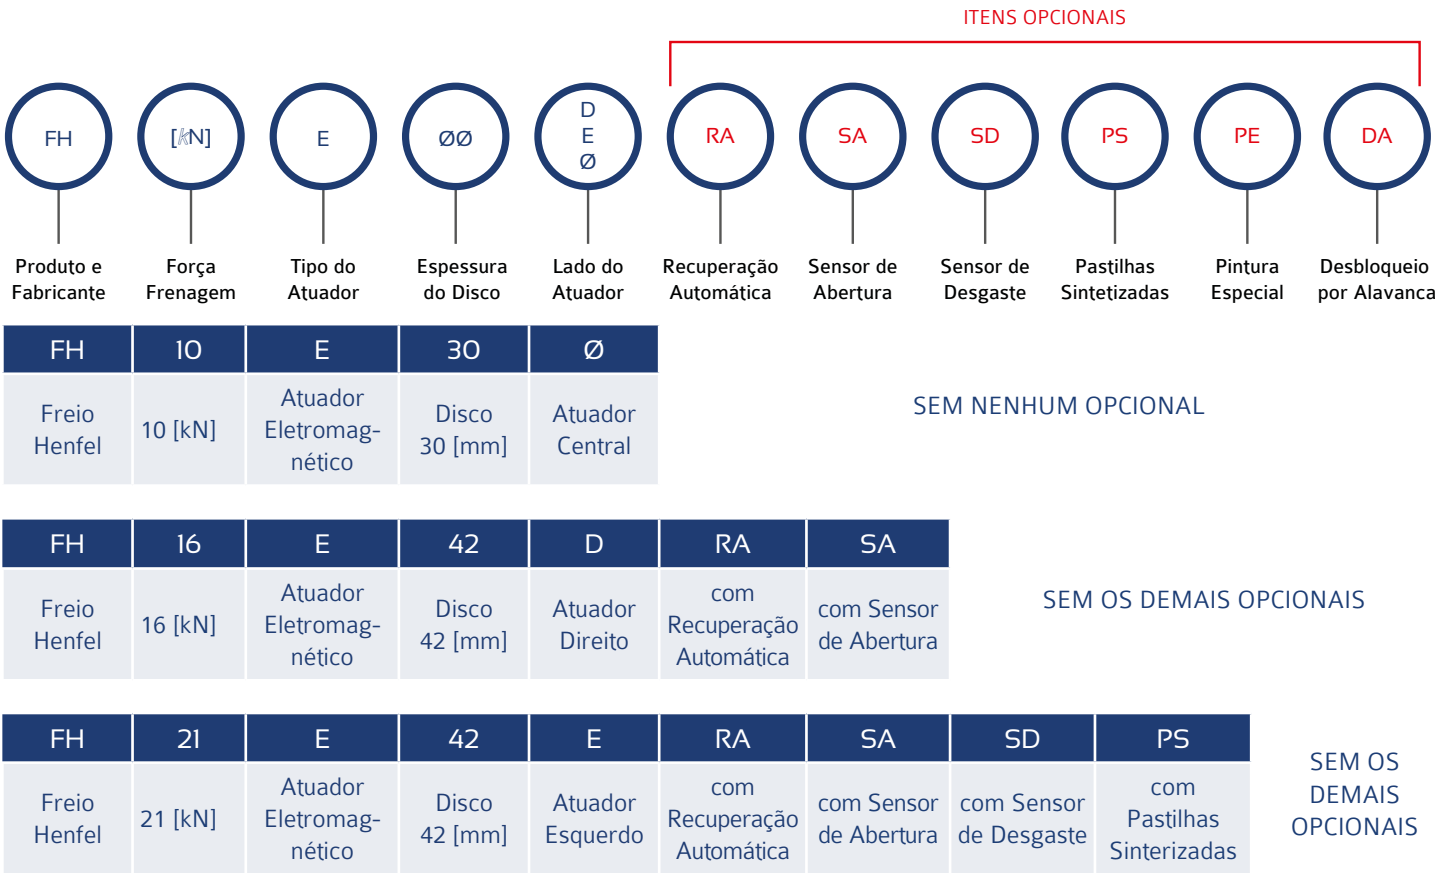 ITENS OPCIONAIS
FH
[kN]
E
ØØ
D
E
Ø
RA
SA
SD
PS
PE
DA
Produto e
Fabricante
Força
Frenagem
Tipo do
Atuador
Espessura
do Disco
Lado do
Atuador
Recuperação
Automática
Sensor de
Abertura
Sensor de
Desgaste
Pastilhas
Sintetizadas
Pintura
Especial
Desbloqueio
por Alavanca
FH 10 E 30 Ø
Freio
Henfel
10 [kN]
Atuador
Eletromag-
nético
Disco
30 [mm]
Atuador
Central
SEM NENHUM OPCIONAL
FH 16 E 42 D RA SA
Freio
Henfel
16 [kN]
Atuador
Eletromag-
nético
Disco
42 [mm]
Atuador
Direito
com
Recuperação
Automática
com Sensor
de Abertura
SEM OS DEMAIS OPCIONAIS
FH 21 E 42 E RA SA SD PS
Freio
Henfel
21 [kN]
Atuador
Eletromag-
nético
Disco
42 [mm]
Atuador
Esquerdo
com
Recuperação
Automática
com Sensor
de Abertura
com Sensor
de Desgaste
com
Pastilhas
Sinterizadas
SEM OS
DEMAIS
OPCIONAIS